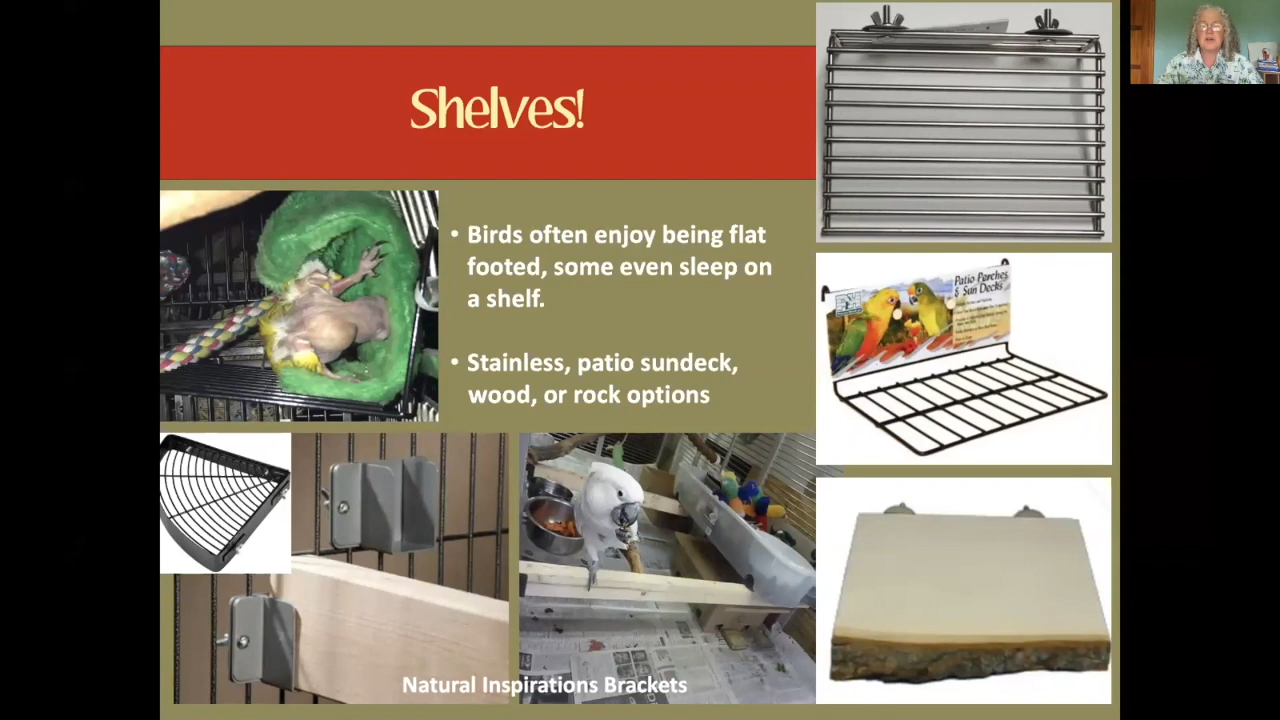 Shelves!
• Birds often enjoy being flat
footed, some even sleep on
a shelf.
• Stainless, patio sundeck,
wood, or rock options
Patio Perches
& Sun Decks
Natural Inspirations Brackets